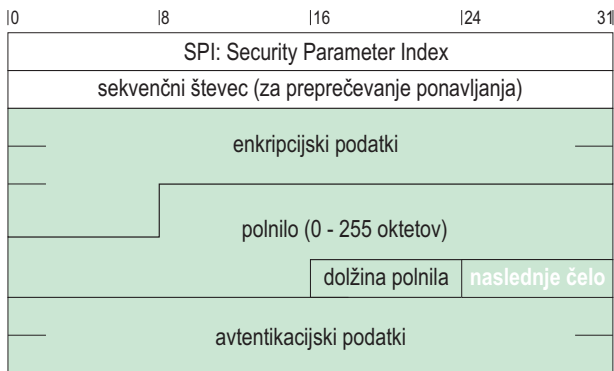 0 8 16 24 31
SPI: Security Parameter Index
sekvenčni števec (za preprečevanje ponavljanja)
enkripcijski podatki
polnilo (0 - 255 oktetov)
dolžina polnila naslednje čelo
avtentikacijski podatki